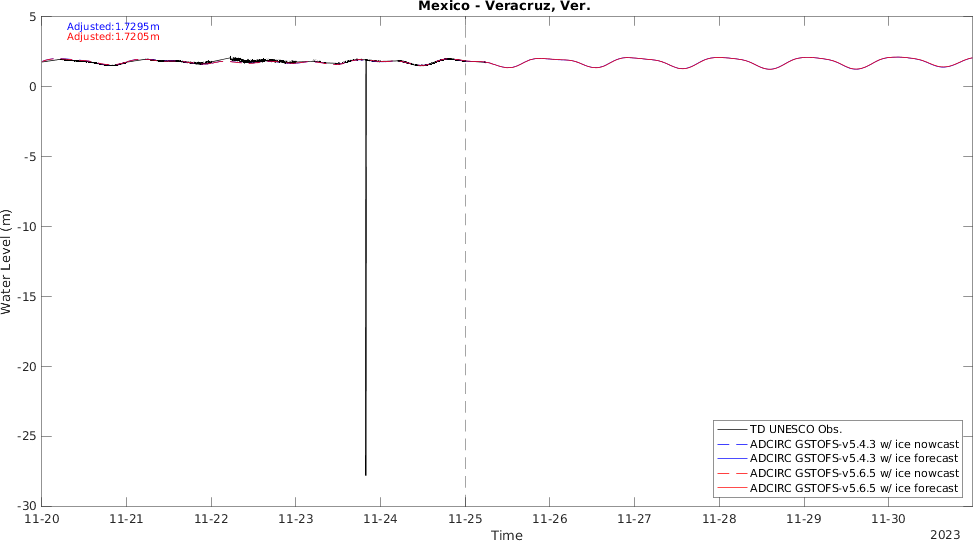 Mexico - Veracruz, Ver.
Adjusted:1.7295m
Adjusted:1.7205m
5
0
-5
-10
-15
-20
-25
-30
Water Level (m)
TD UNESCO Obs.
ADCIRC GSTOFS-v5.4.3 w/ ice nowcast
ADCIRC GSTOFS-v5.4.3 w/ ice forecast
ADCIRC GSTOFS-v5.6.5 w/ ice nowcast
ADCIRC GSTOFS-v5.6.5 w/ ice forecast
11-20 11-21 11-22 11-23 11-24 11-25 11-26 11-27 11-28 11-29 11-30
Time
2023